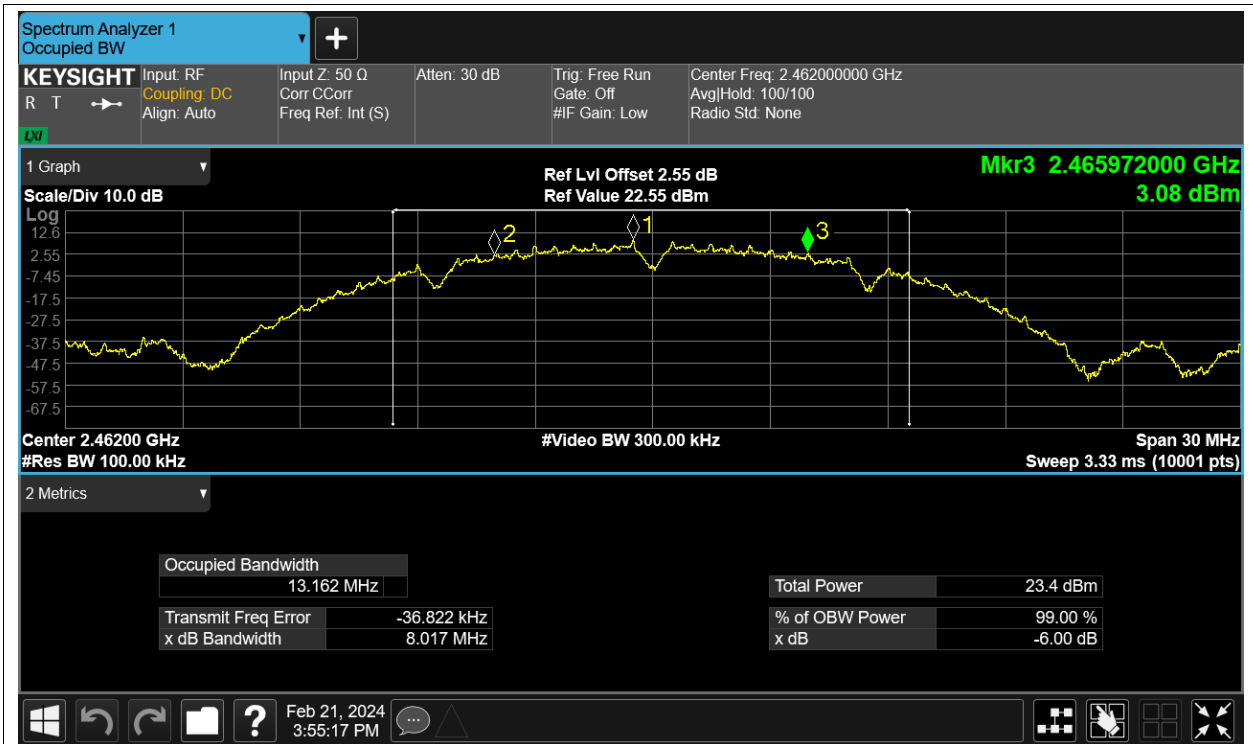 Spectrum Analyzer 1
Occupied BW
KEYSIGHT
R T
LXI
Input: RF
Coupling: DC
Align: Auto
Input Z: 50 Ω
Corr CCorr
Freq Ref: Int (S)
Atten: 30 dB
Trig: Free Run
Gate: Off
#IF Gain: Low
Center Freq: 2.462000000 GHz
Avg|Hold: 100/100
Radio Std: None
1 Graph
Scale/Div 10.0 dB
Ref Lvl Offset 2.55 dB
Ref Value 22.55 dBm
Mkr3 2.465972000 GHz
3.08 dBm
Log
12.6
2.55
-7.45
-17.5
-27.5
-37.5
-47.5
-57.5
-67.5
2
1
3
Center 2.46200 GHz
#Res BW 100.00 kHz
#Video BW 300.00 kHz
Span 30 MHz
Sweep 3.33 ms (10001 pts)
2 Metrics
Occupied Bandwidth
13.162 MHz
Transmit Freq Error -36.822 kHz
x dB Bandwidth 8.017 MHz
Total Power 23.4 dBm
% of OBW Power 99.00 %
x dB -6.00 dB
?
Feb 21, 2024
3:55:17 PM